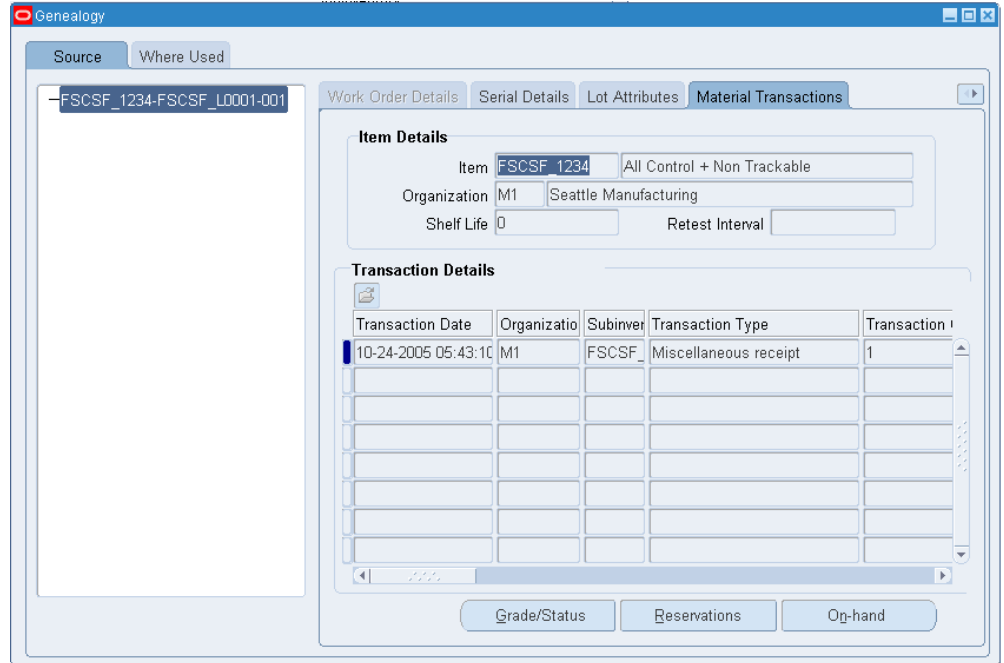 Genealogy
Source Where Used
FSCSF_1234-FSCSF_L0001-001
Work Order Details Serial Details Lot Attributes Material Transactions
Item Details
Item FSCSF_1234 All Control + Non Trackable
Organization M1 Seattle Manufacturing
Shelf Life 0 Retest Interval
Transaction Details
Transaction Date Organizatio Subinver Transaction Type Transaction
10-24-2005 05:43:10 M1 FSCSF_ Miscellaneous receipt 1
Grade/Status Reservations On-hand